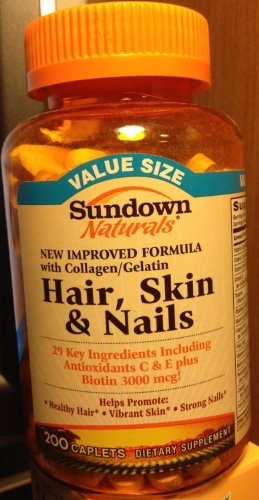 VALUE SIZE
Sundown
Naturals®
NEW IMPROVED FORMULA
with Collagen/Gelatin
Hair, Skin
& Nails
29 Key Ingredients Including
Antioxidants C & E plus
Biotin 3000 mcg!
Helps Promote:
*Healthy Hair* • Vibrant Skin* • Strong Nails*
200 CAPLETS DIETARY SUPPLEMENT